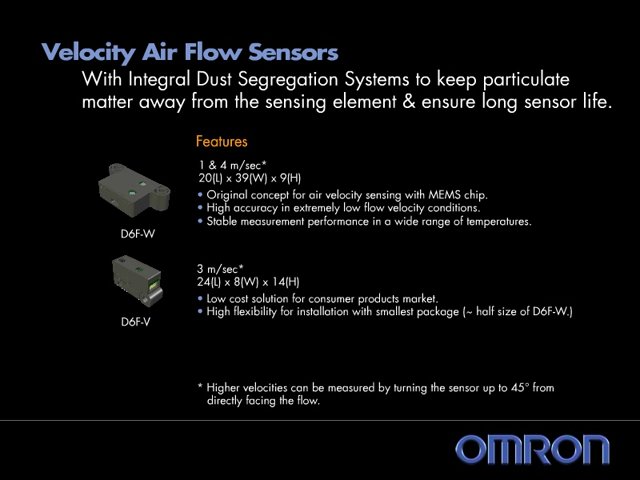 Velocity Air Flow Sensors
With Integral Dust Segregation Systems to keep particulate
matter away from the sensing element & ensure long sensor life.
Features
1 & 4 m/sec*
20(L) x 39(W) x 9(H)
• Original concept for air velocity sensing with MEMS chip.
• High accuracy in extremely low flow velocity conditions.
• Stable measurement performance in a wide range of temperatures.
D6F-W
3 m/sec*
24(L) x 8(W) x 14(H)
• Low cost solution for consumer products market.
• High flexibility for installation with smallest package (~ half size of D6F-W.)
D6F-V
* Higher velocities can be measured by turning the sensor up to 45° from
directly facing the flow.
OMRON